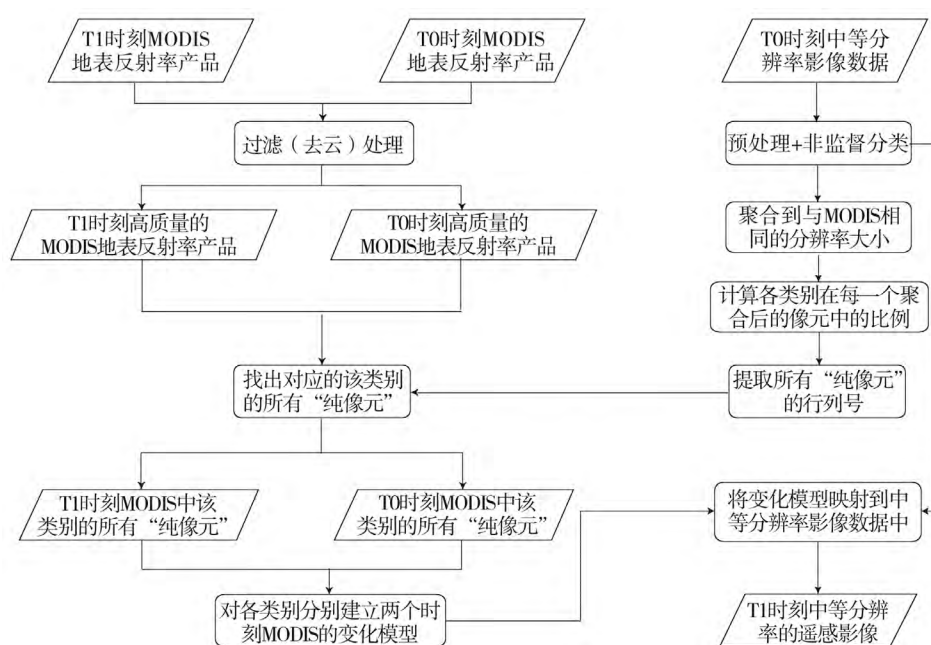 T1时刻MODIS
地表反射率产品
T0时刻MODIS
地表反射率产品
T0时刻中等分
辨率影像数据
过滤（去云）处理
预处理+非监督分类
T1时刻高质量的
MODIS地表反射率产品
T0时刻高质量的
MODIS地表反射率产品
聚合到与MODIS相
同的分辨率大小
计算各类别在每一个聚
合后的像元中的比例
找出对应的该类别
的所有“纯像元”
提取所有“纯像元”
的行列号
T1时刻MODIS中该
类别的所有“纯像元”
T0时刻MODIS中该
类别的所有“纯像元”
将变化模型映射到中
等分辨率影像数据中
对各类别分别建立两个时
刻MODIS的变化模型
T1时刻中等分辨
率的遥感影像